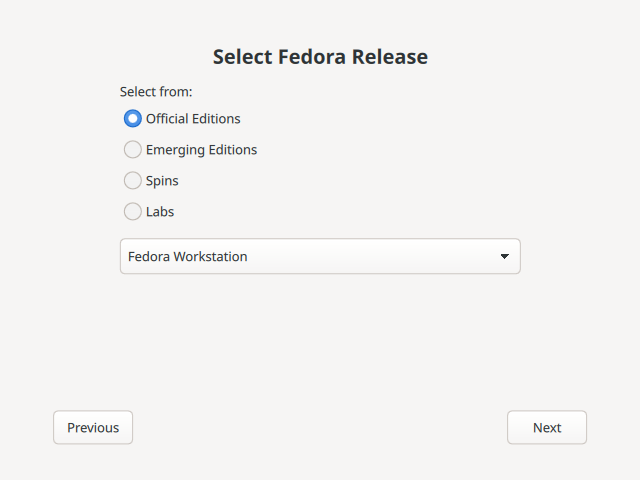 Select Fedora Release
Select from:
Official Editions
Emerging Editions
Spins
Labs
Fedora Workstation
Previous
Next